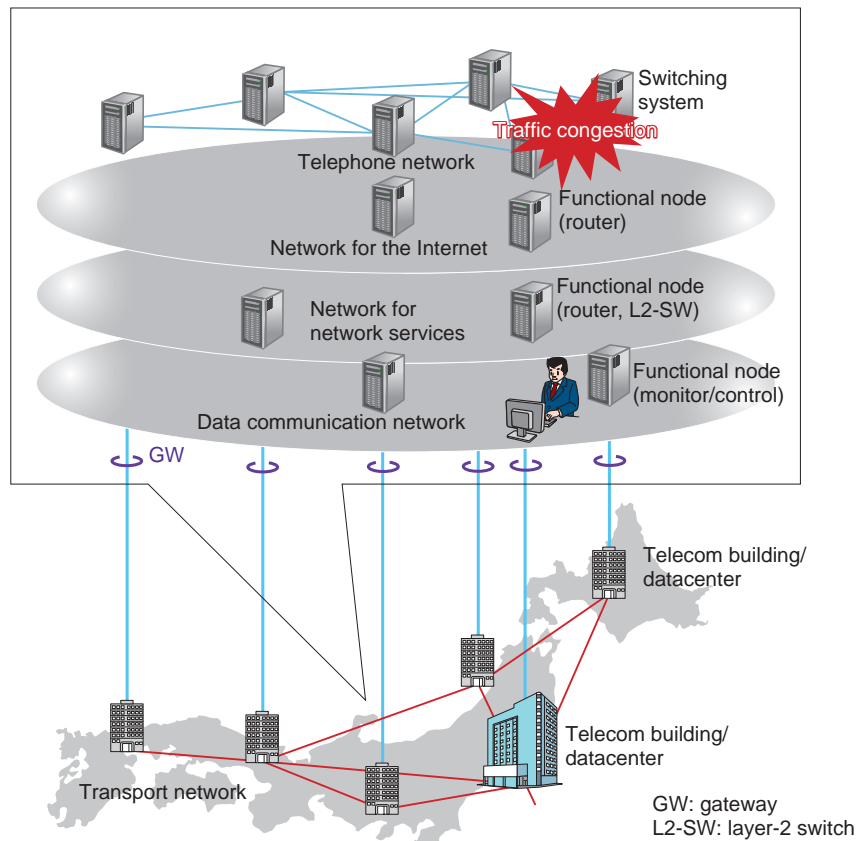 Switching
system
Traffic congestion
Telephone network
Functional node
(router)
Network for the Internet
Functional node
(router, L2-SW)
Network for
network services
Functional node
(monitor/control)
Data communication network
GW
Telecom building/
datacenter
Telecom building/
datacenter
Transport network
GW: gateway
L2-SW: layer-2 switch